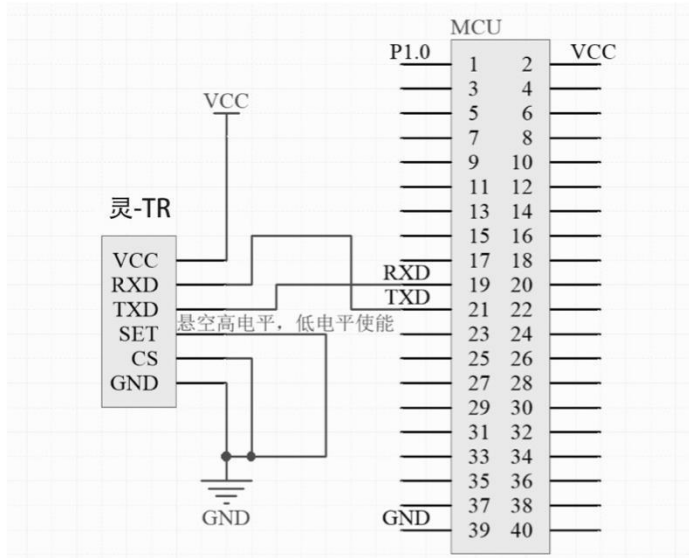 MCU
P1.0 1 2 VCC
3 4
5 6
7 8
9 10
11 12
13 14
15 16
17 18
RXD 19 20
TXD 21 22
23 24
25 26
27 28
29 30
31 32
33 34
35 36
37 38
GND 39 40
VCC
灵-TR
VCC
RXD
TXD
悬空高电平，低电平使能
SET
CS
GND
GND